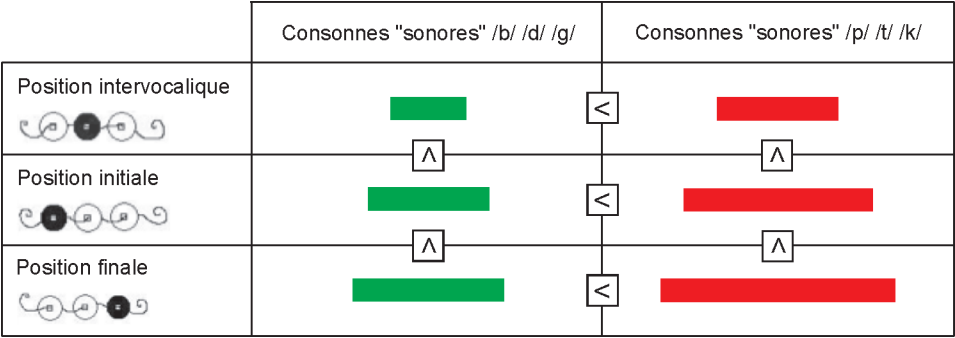 Consonnes "sonores" /b/ /d/ /g/ Consonnes "sonores" /p/ /t/ /k/
Position intervocalique
<
< <
Position initiale
<
< <
Position finale
<